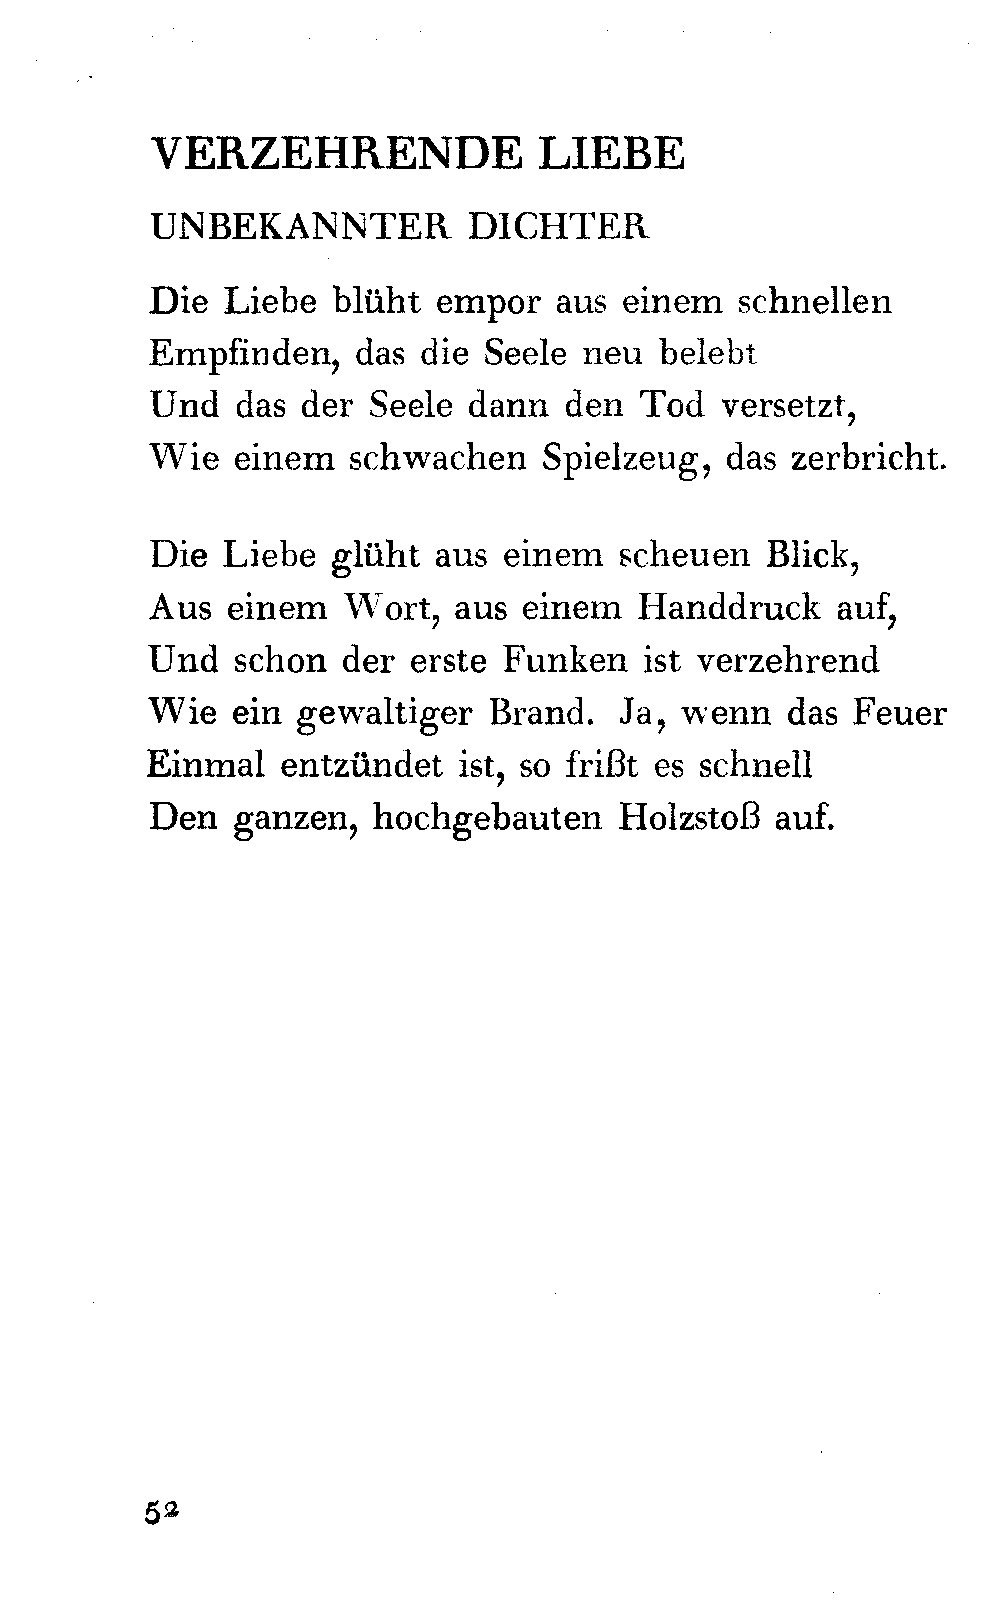 VERZEHRENDE LIEBE
UNBEKANNTER DICHTER
Die Liebe blüht empor aus einem schnellen
Empfinden, das die Seele neu belebt
Und das der Seele dann den Tod versetzt,
Wie einem schwachen Spielzeug, das zerbricht.
Die Liebe glüht aus einem scheuen Blick,
Aus einem Wort, aus einem Handdruck auf,
Und schon der erste Funken ist verzehrend
Wie ein gewaltiger Brand. Ja, wenn das Feuer
Einmal entzündet ist, so frißt es schnell
Den ganzen, hochgebauten Holzstoß auf.
52